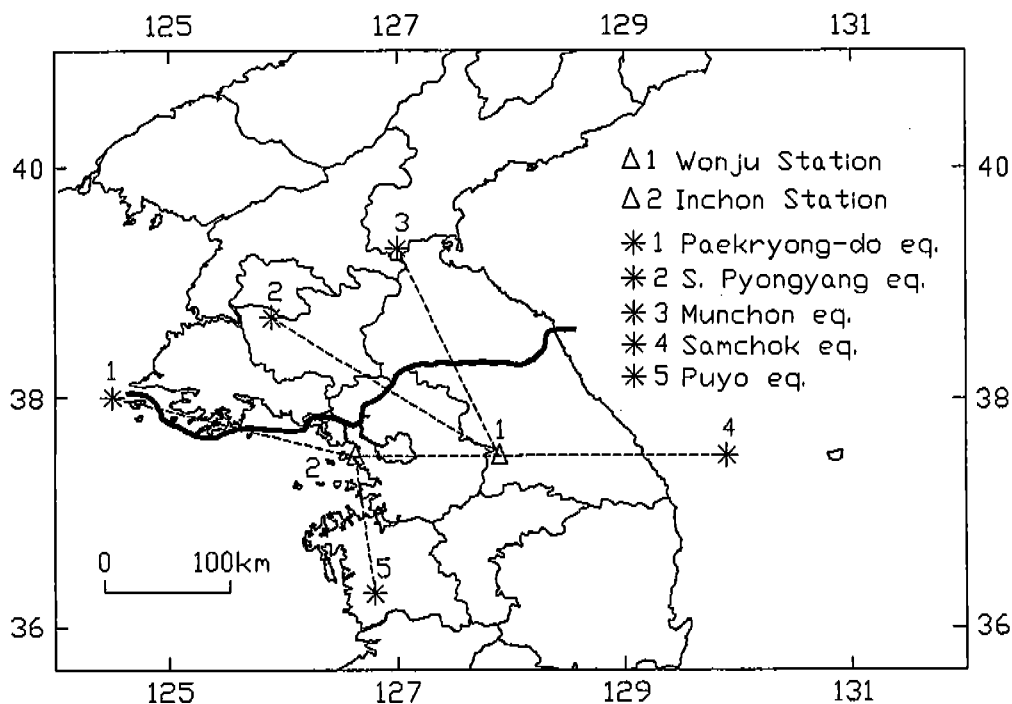 125 127 129 131
40 40
38 38
36 36
125 127 129 131
△1 Wonju Station
△2 Inchon Station
✳1 Paekryong-do eq.
✳2 S. Pyongyang eq.
✳3 Munchon eq.
✳4 Samchok eq.
✳5 Puyo eq.
3
2
1
1
4
2
5
0 100km